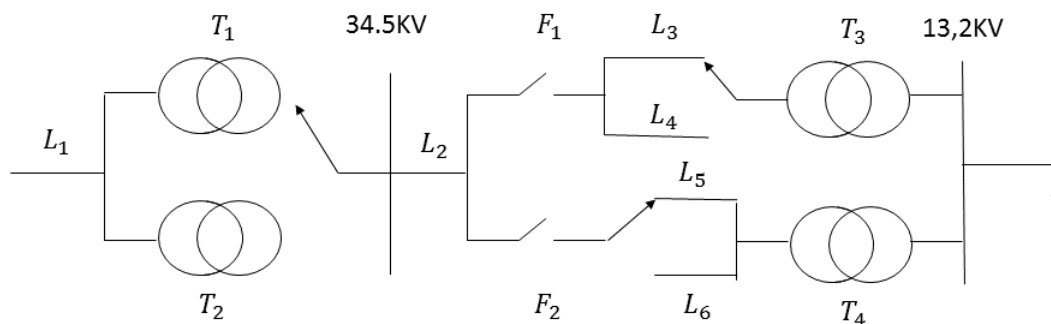 T₁
34.5KV
F₁
L₃
T₃
13,2KV
L₁
L₂
L₄
L₅
T₂
F₂
L₆
T₄